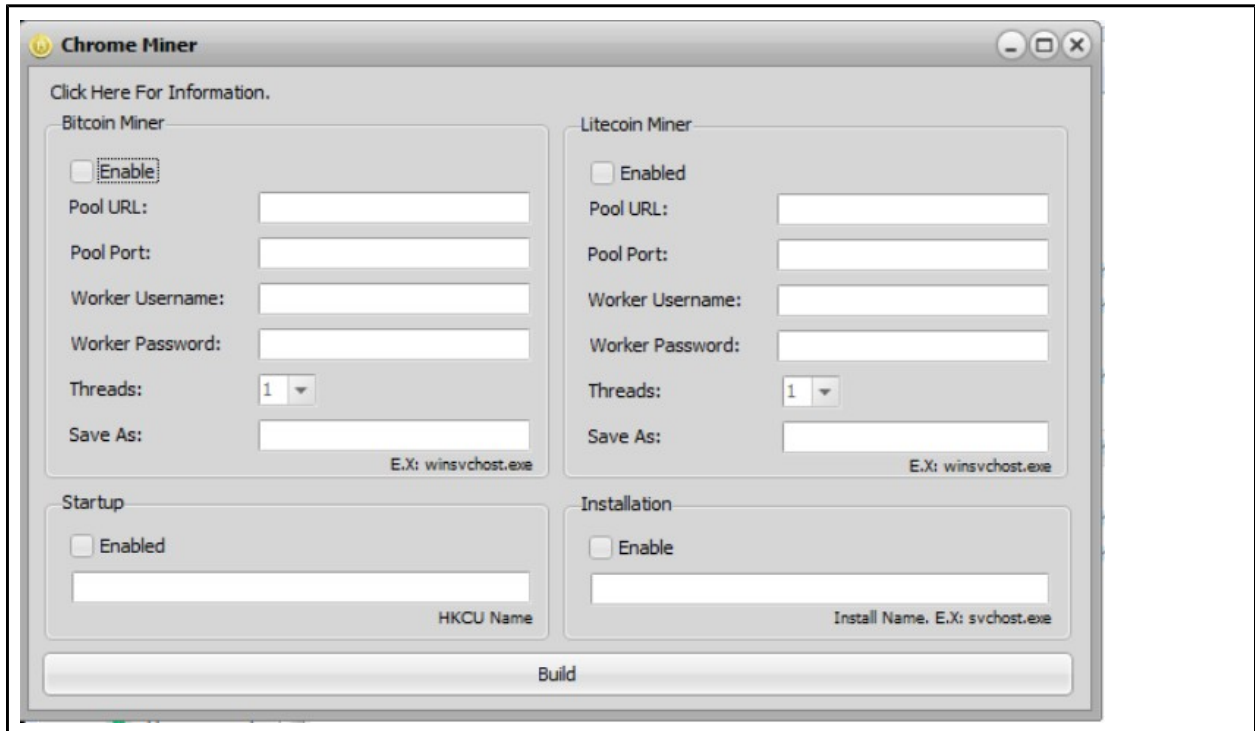 Chrome Miner
Click Here For Information.
Bitcoin Miner
Enable
Pool URL:
Pool Port:
Worker Username:
Worker Password:
Threads: 1
Save As:
E.X: winsvchost.exe
Litecoin Miner
Enabled
Pool URL:
Pool Port:
Worker Username:
Worker Password:
Threads: 1
Save As:
E.X: winsvchost.exe
Startup
Enabled
HKCU Name
Installation
Enable
Install Name. E.X: svchost.exe
Build